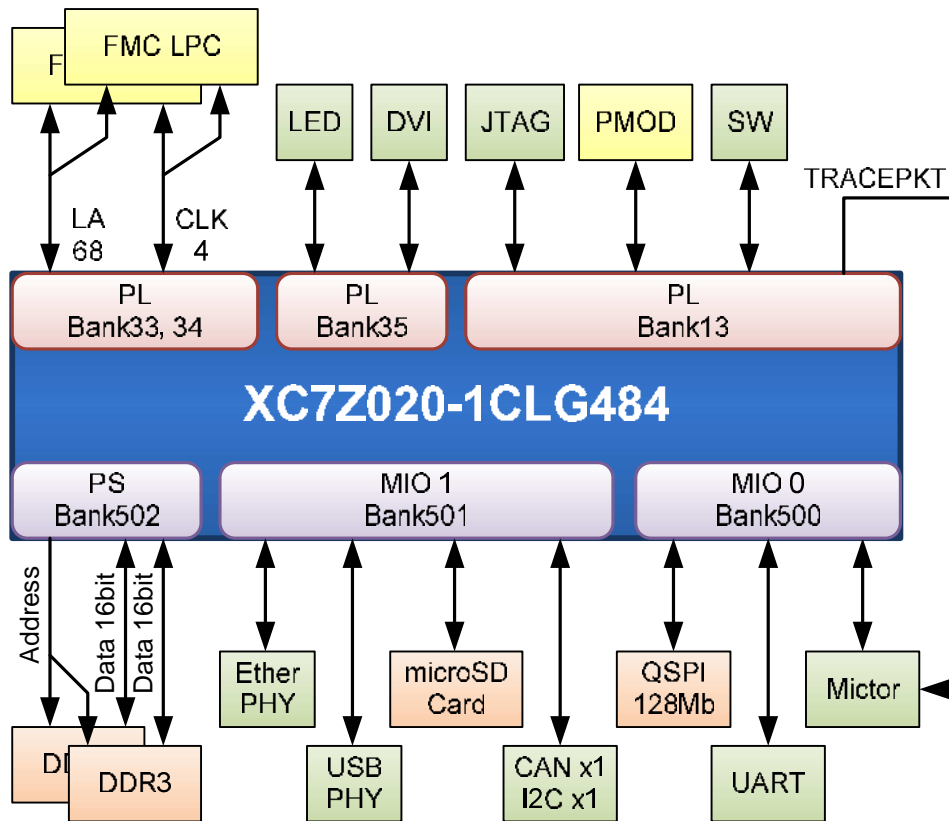 FMC LPC
F
LED
DVI
JTAG
PMOD
SW
TRACEPKT
LA
68
CLK
4
PL
Bank33, 34
PL
Bank35
PL
Bank13
XC7Z020-1CLG484
PS
Bank502
MIO 1
Bank501
MIO 0
Bank500
Address
Data 16bit
Data 16bit
Ether
PHY
microSD
Card
QSPI
128Mb
Mictor
DD
DDR3
USB
PHY
CAN x1
I2C x1
UART